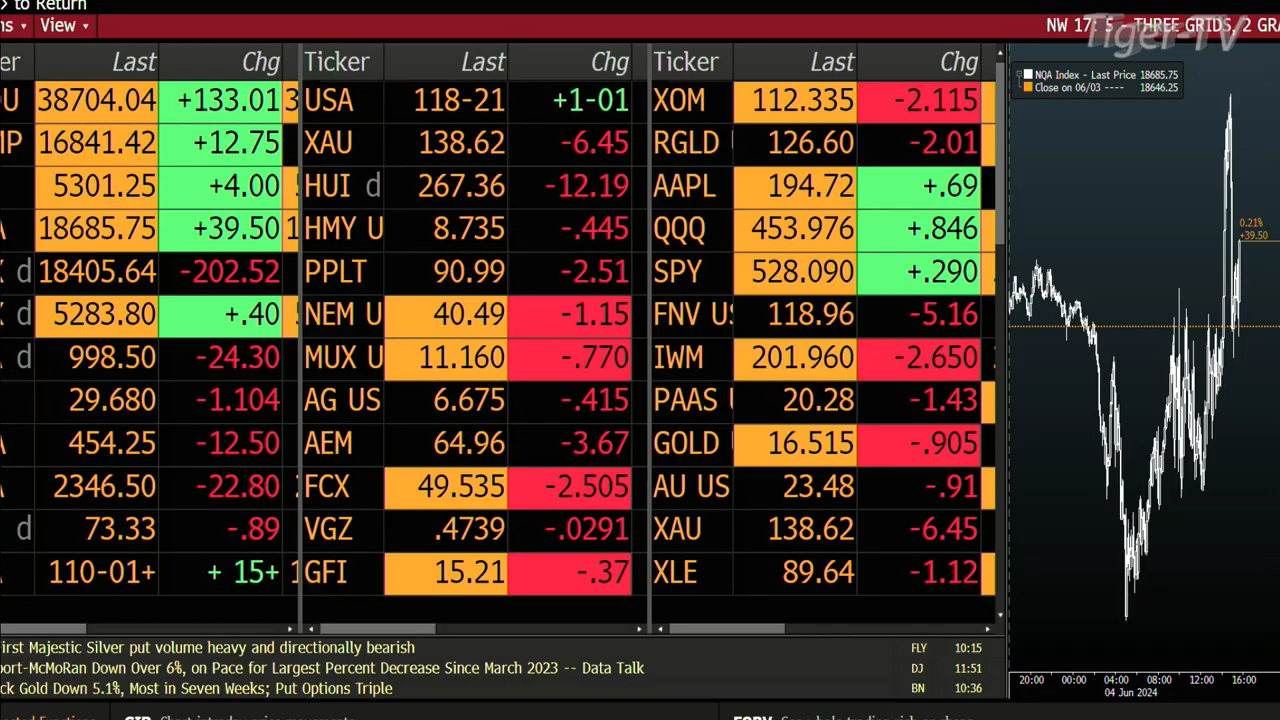 > to Return
ns View NW 17: 5 - THREE GRIDS, 2 GRA
Tiger-TV
er Last Chg Ticker Last Chg Ticker Last Chg
OU 38704.04 +133.01 3 USA 118-21 +1-01 XOM 112.335 -2.115
MP 16841.42 +12.75 XAU 138.62 -6.45 RGLD 126.60 -2.01
5301.25 +4.00 HUI d 267.36 -12.19 AAPL 194.72 +.69
A 18685.75 +39.50 1 HMY U 8.735 -.445 QQQ 453.976 +.846
X d 18405.64 -202.52 PPLT 90.99 -2.51 SPY 528.090 +.290
X d 5283.80 +.40 NEM U 40.49 -1.15 FNV US 118.96 -5.16
A d 998.50 -24.30 MUX U 11.160 -.770 IWM 201.960 -2.650
29.680 -1.104 AG US 6.675 -.415 PAAS U 20.28 -1.43
A 454.25 -12.50 AEM 64.96 -3.67 GOLD 16.515 -.905
A 2346.50 -22.80 FCX 49.535 -2.505 AU US 23.48 -.91
d 73.33 -.89 VGZ .4739 -.0291 XAU 138.62 -6.45
110-01+ + 15+ 1 GFI 15.21 -.37 XLE 89.64 -1.12
NQA Index - Last Price 18685.75
Close on 06/03 ---- 18646.25
0.21%
+39.50
20:00 00:00 04:00 08:00 12:00 16:00
04 Jun 2024
irst Majestic Silver put volume heavy and directionally bearish FLY 10:15
port-McMoRan Down Over 6%, on Pace for Largest Percent Decrease Since March 2023 -- Data Talk DJ 11:51
ck Gold Down 5.1%, Most in Seven Weeks; Put Options Triple BN 10:36